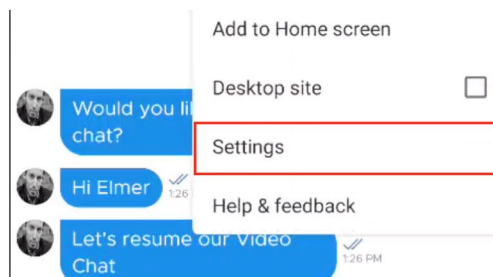 Add to Home screen
Desktop site
Would you
chat?
Settings
Hi Elmer
1:26
Help & feedback
Let's resume our Video
Chat
1:26 PM